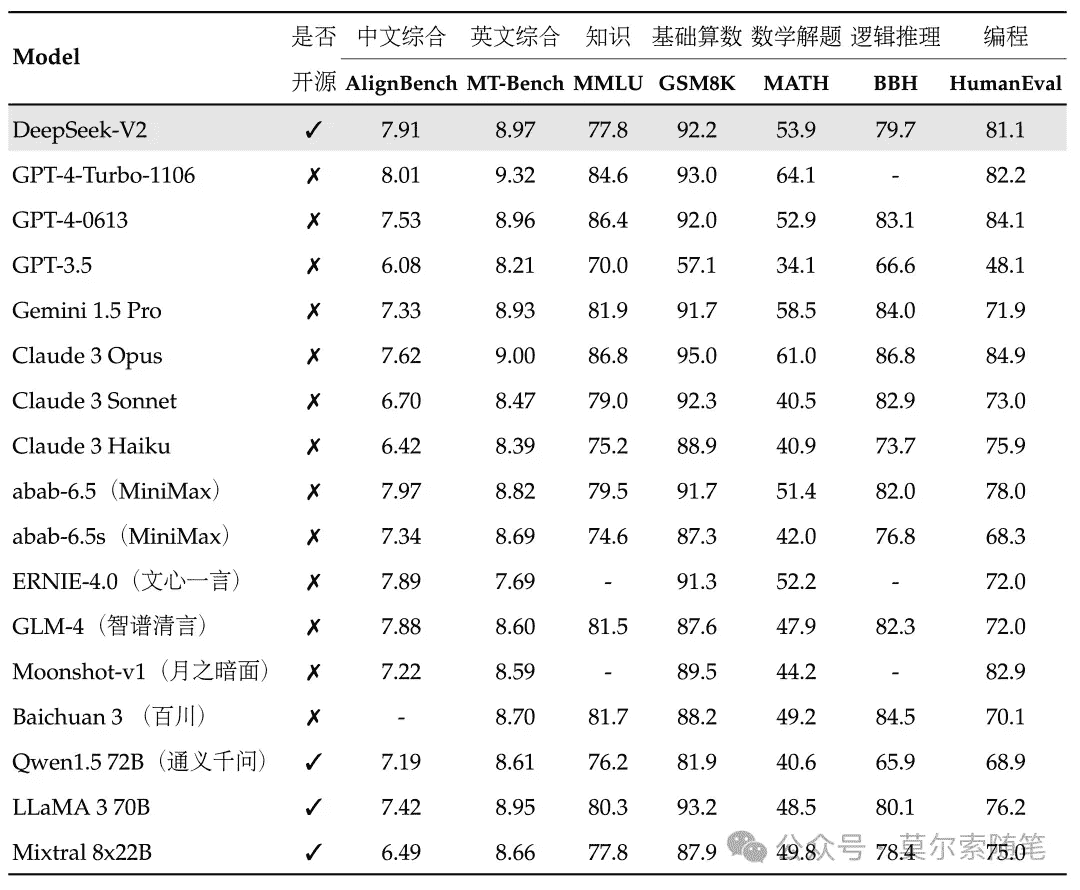 Model 是否 中文综合 英文综合 知识 基础算数 数学解题 逻辑推理 编程
开源 AlignBench MT-Bench MMLU GSM8K MATH BBH HumanEval
DeepSeek-V2 ✓ 7.91 8.97 77.8 92.2 53.9 79.7 81.1
GPT-4-Turbo-1106 ✗ 8.01 9.32 84.6 93.0 64.1 - 82.2
GPT-4-0613 ✗ 7.53 8.96 86.4 92.0 52.9 83.1 84.1
GPT-3.5 ✗ 6.08 8.21 70.0 57.1 34.1 66.6 48.1
Gemini 1.5 Pro ✗ 7.33 8.93 81.9 91.7 58.5 84.0 71.9
Claude 3 Opus ✗ 7.62 9.00 86.8 95.0 61.0 86.8 84.9
Claude 3 Sonnet ✗ 6.70 8.47 79.0 92.3 40.5 82.9 73.0
Claude 3 Haiku ✗ 6.42 8.39 75.2 88.9 40.9 73.7 75.9
abab-6.5（MiniMax） ✗ 7.97 8.82 79.5 91.7 51.4 82.0 78.0
abab-6.5s（MiniMax） ✗ 7.34 8.69 74.6 87.3 42.0 76.8 68.3
ERNIE-4.0（文心一言） ✗ 7.89 7.69 - 91.3 52.2 - 72.0
GLM-4（智谱清言） ✗ 7.88 8.60 81.5 87.6 47.9 82.3 72.0
Moonshot-v1（月之暗面） ✗ 7.22 8.59 - 89.5 44.2 - 82.9
Baichuan 3 （百川） ✗ - 8.70 81.7 88.2 49.2 84.5 70.1
Qwen1.5 72B（通义千问） ✓ 7.19 8.61 76.2 81.9 40.6 65.9 68.9
LLaMA 3 70B ✓ 7.42 8.95 80.3 93.2 48.5 80.1 76.2
Mixtral 8x22B ✓ 6.49 8.66 77.8 87.9 49.8 78.4 75.0
公众号 · 莫尔索随笔